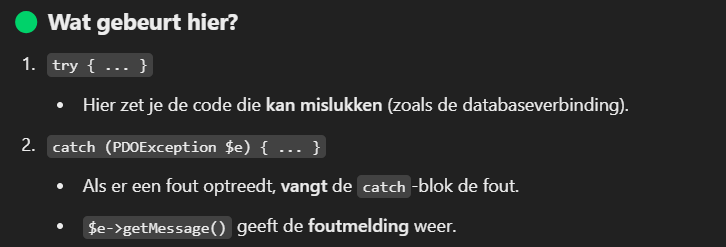 Wat gebeurt hier?
1. try { ... }
• Hier zet je de code die kan mislukken (zoals de databaseverbinding).
2. catch (PDOException $e) { ... }
• Als er een fout optreedt, vangt de catch-blok de fout.
• $e->getMessage() geeft de foutmelding weer.